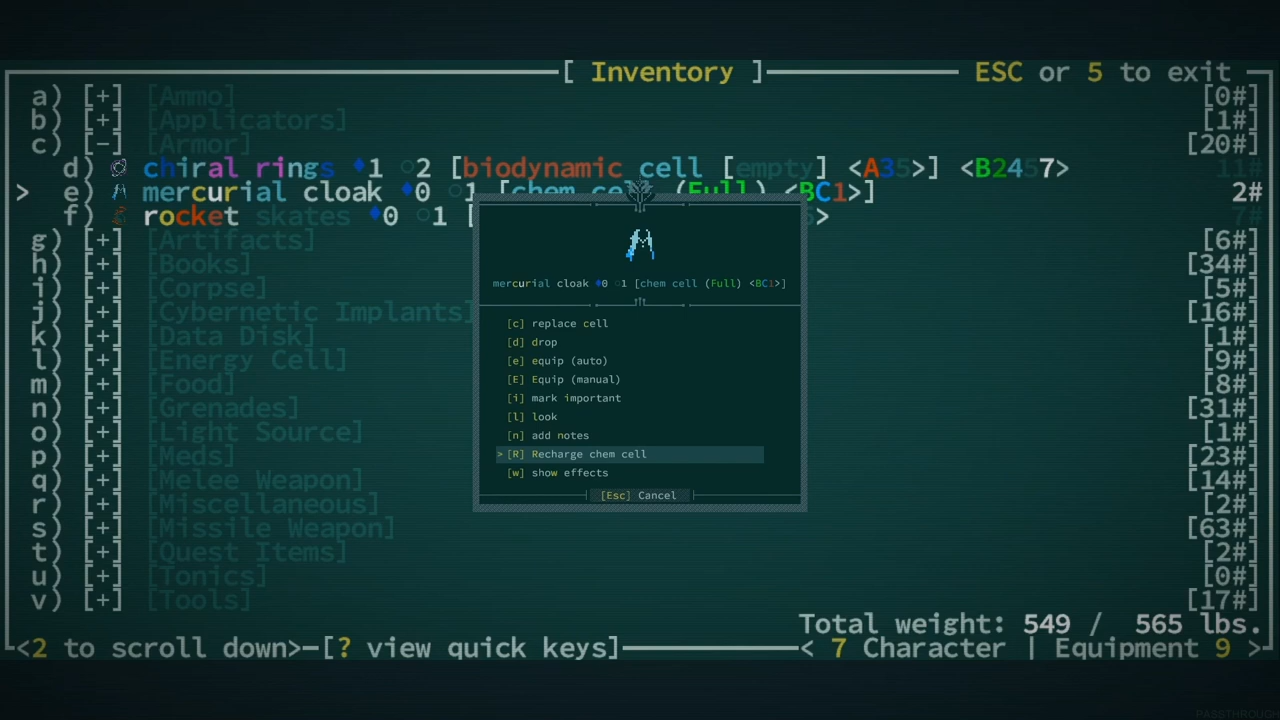 [ Inventory ] ESC or 5 to exit
a) [+] [Ammo] [0#]
b) [+] [Applicators] [1#]
c) [-] [Armor] [20#]
d) chiral rings ♦1 ○2 [biodynamic cell [empty] <A35>] <B2457> 11#
> e) mercurial cloak ♦0 ○1 [chem cell (Full) <BC1>] 2#
f) rocket skates ♦0 ○1 [ > 7#
g) [+] [Artifacts] [6#]
h) [+] [Books] [34#]
i) [+] [Corpse] [5#]
j) [+] [Cybernetic Implants] [16#]
k) [+] [Data Disk] [1#]
l) [+] [Energy Cell] [9#]
m) [+] [Food] [8#]
n) [+] [Grenades] [31#]
o) [+] [Light Source] [1#]
p) [+] [Meds] [23#]
q) [+] [Melee Weapon] [14#]
r) [+] [Miscellaneous] [2#]
s) [+] [Missile Weapon] [63#]
t) [+] [Quest Items] [2#]
u) [+] [Tonics] [0#]
v) [+] [Tools] [17#]
mercurial cloak ♦0 ○1 [chem cell (Full) <BC1>]
[c] replace cell
[d] drop
[e] equip (auto)
[E] Equip (manual)
[i] mark important
[l] look
[n] add notes
> [R] Recharge chem cell
[w] show effects
[Esc] Cancel
Total weight: 549 / 565 lbs.
<2 to scroll down> [? view quick keys] < 7 Character | Equipment 9 >